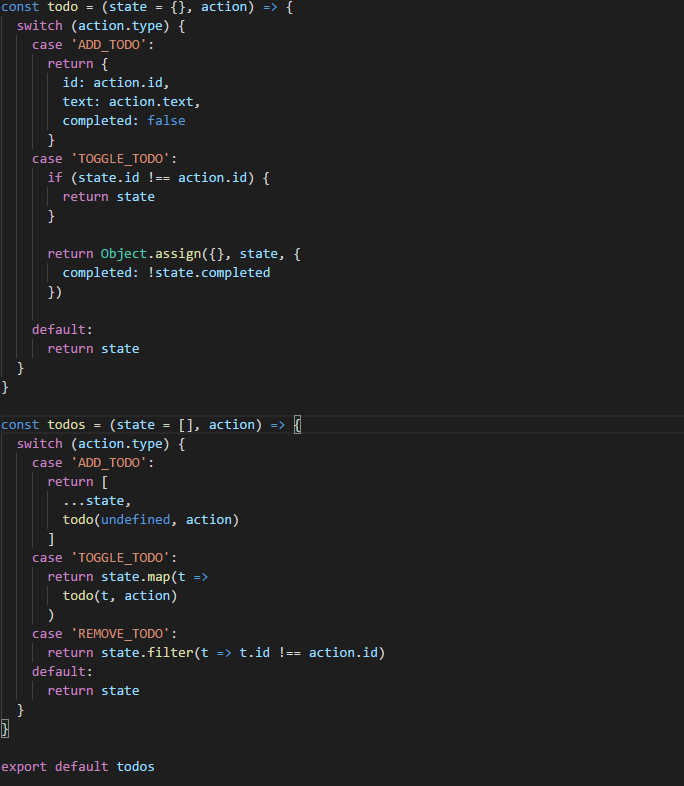 const todo = (state = {}, action) => {
  switch (action.type) {
    case 'ADD_TODO':
      return {
        id: action.id,
        text: action.text,
        completed: false
      }
    case 'TOGGLE_TODO':
      if (state.id !== action.id) {
        return state
      }

      return Object.assign({}, state, {
        completed: !state.completed
      })

    default:
      return state
  }
}

const todos = (state = [], action) => {
  switch (action.type) {
    case 'ADD_TODO':
      return [
        ...state,
        todo(undefined, action)
      ]
    case 'TOGGLE_TODO':
      return state.map(t =>
        todo(t, action)
      )
    case 'REMOVE_TODO':
      return state.filter(t => t.id !== action.id)
    default:
      return state
  }
}

export default todos